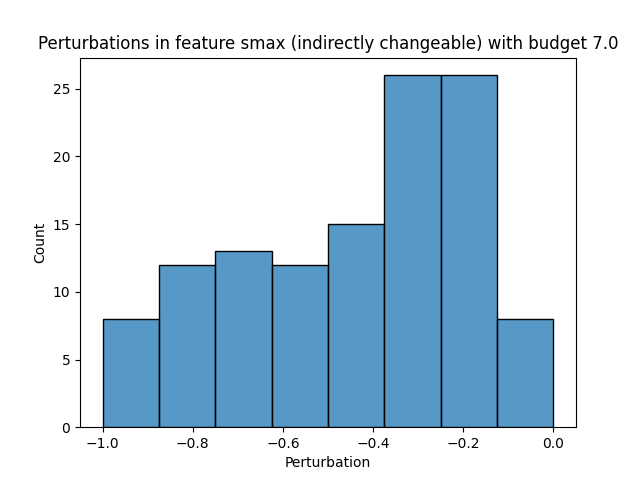 Perturbations in feature smax (indirectly changeable) with budget 7.0
25
20
15
10
5
0
Count
−1.0 −0.8 −0.6 −0.4 −0.2 0.0
Perturbation